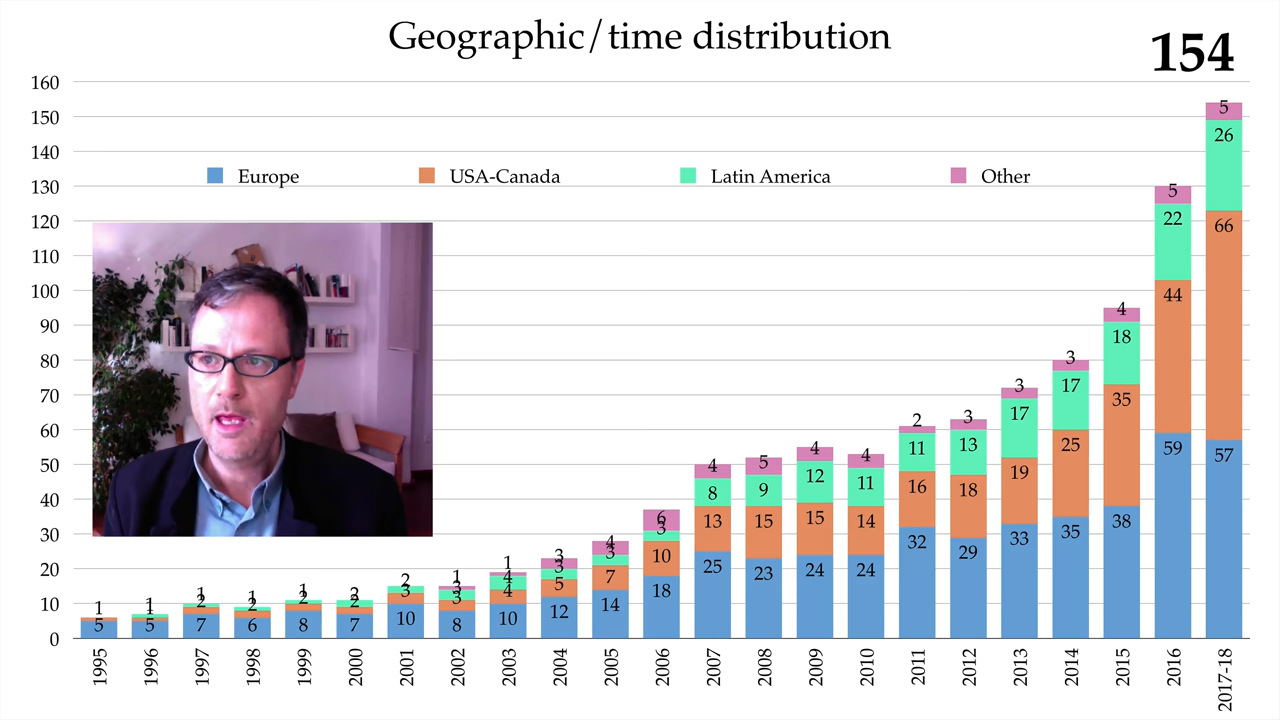 Geographic/time distribution
154
160
150
140
130
120
110
100
90
80
70
60
50
40
30
20
10
0
Europe USA-Canada Latin America Other
1 5
1 1 5
1 2 7
1 2 6
1 2 8
2 2 7
2 3 10
1 3 3 8
1 4 4 10
3 3 5 12
4 3 7 14
6 3 10 18
4 8 13 25
5 9 15 23
4 12 15 24
4 11 14 24
2 11 16 32
3 13 18 29
3 17 19 33
3 17 25 35
4 18 35 38
5 22 44 59
5 26 66 57
1995 1996 1997 1998 1999 2000 2001 2002 2003 2004 2005 2006 2007 2008 2009 2010 2011 2012 2013 2014 2015 2016 2017-18